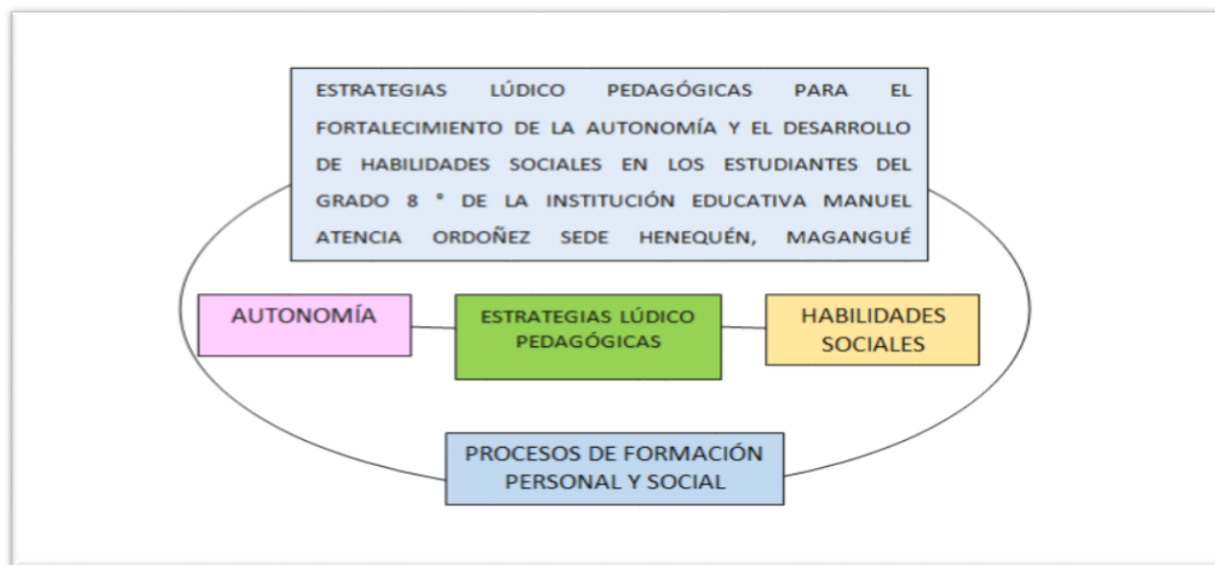 ESTRATEGIAS LÚDICO PEDAGÓGICAS PARA EL
FORTALECIMIENTO DE LA AUTONOMÍA Y EL DESARROLLO
DE HABILIDADES SOCIALES EN LOS ESTUDIANTES DEL
GRADO 8 ° DE LA INSTITUCIÓN EDUCATIVA MANUEL
ATENCIA ORDOÑEZ SEDE HENEQUÉN, MAGANGUÉ
AUTONOMÍA
ESTRATEGIAS LÚDICO
PEDAGÓGICAS
HABILIDADES
SOCIALES
PROCESOS DE FORMACIÓN
PERSONAL Y SOCIAL